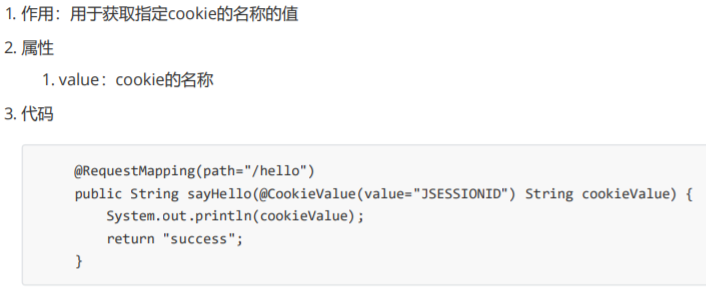 1. 作用：用于获取指定cookie的名称的值
2. 属性
1. value：cookie的名称
3. 代码
@RequestMapping(path="/hello")
public String sayHello(@CookieValue(value="JSESSIONID") String cookieValue) {
System.out.println(cookieValue);
return "success";
}